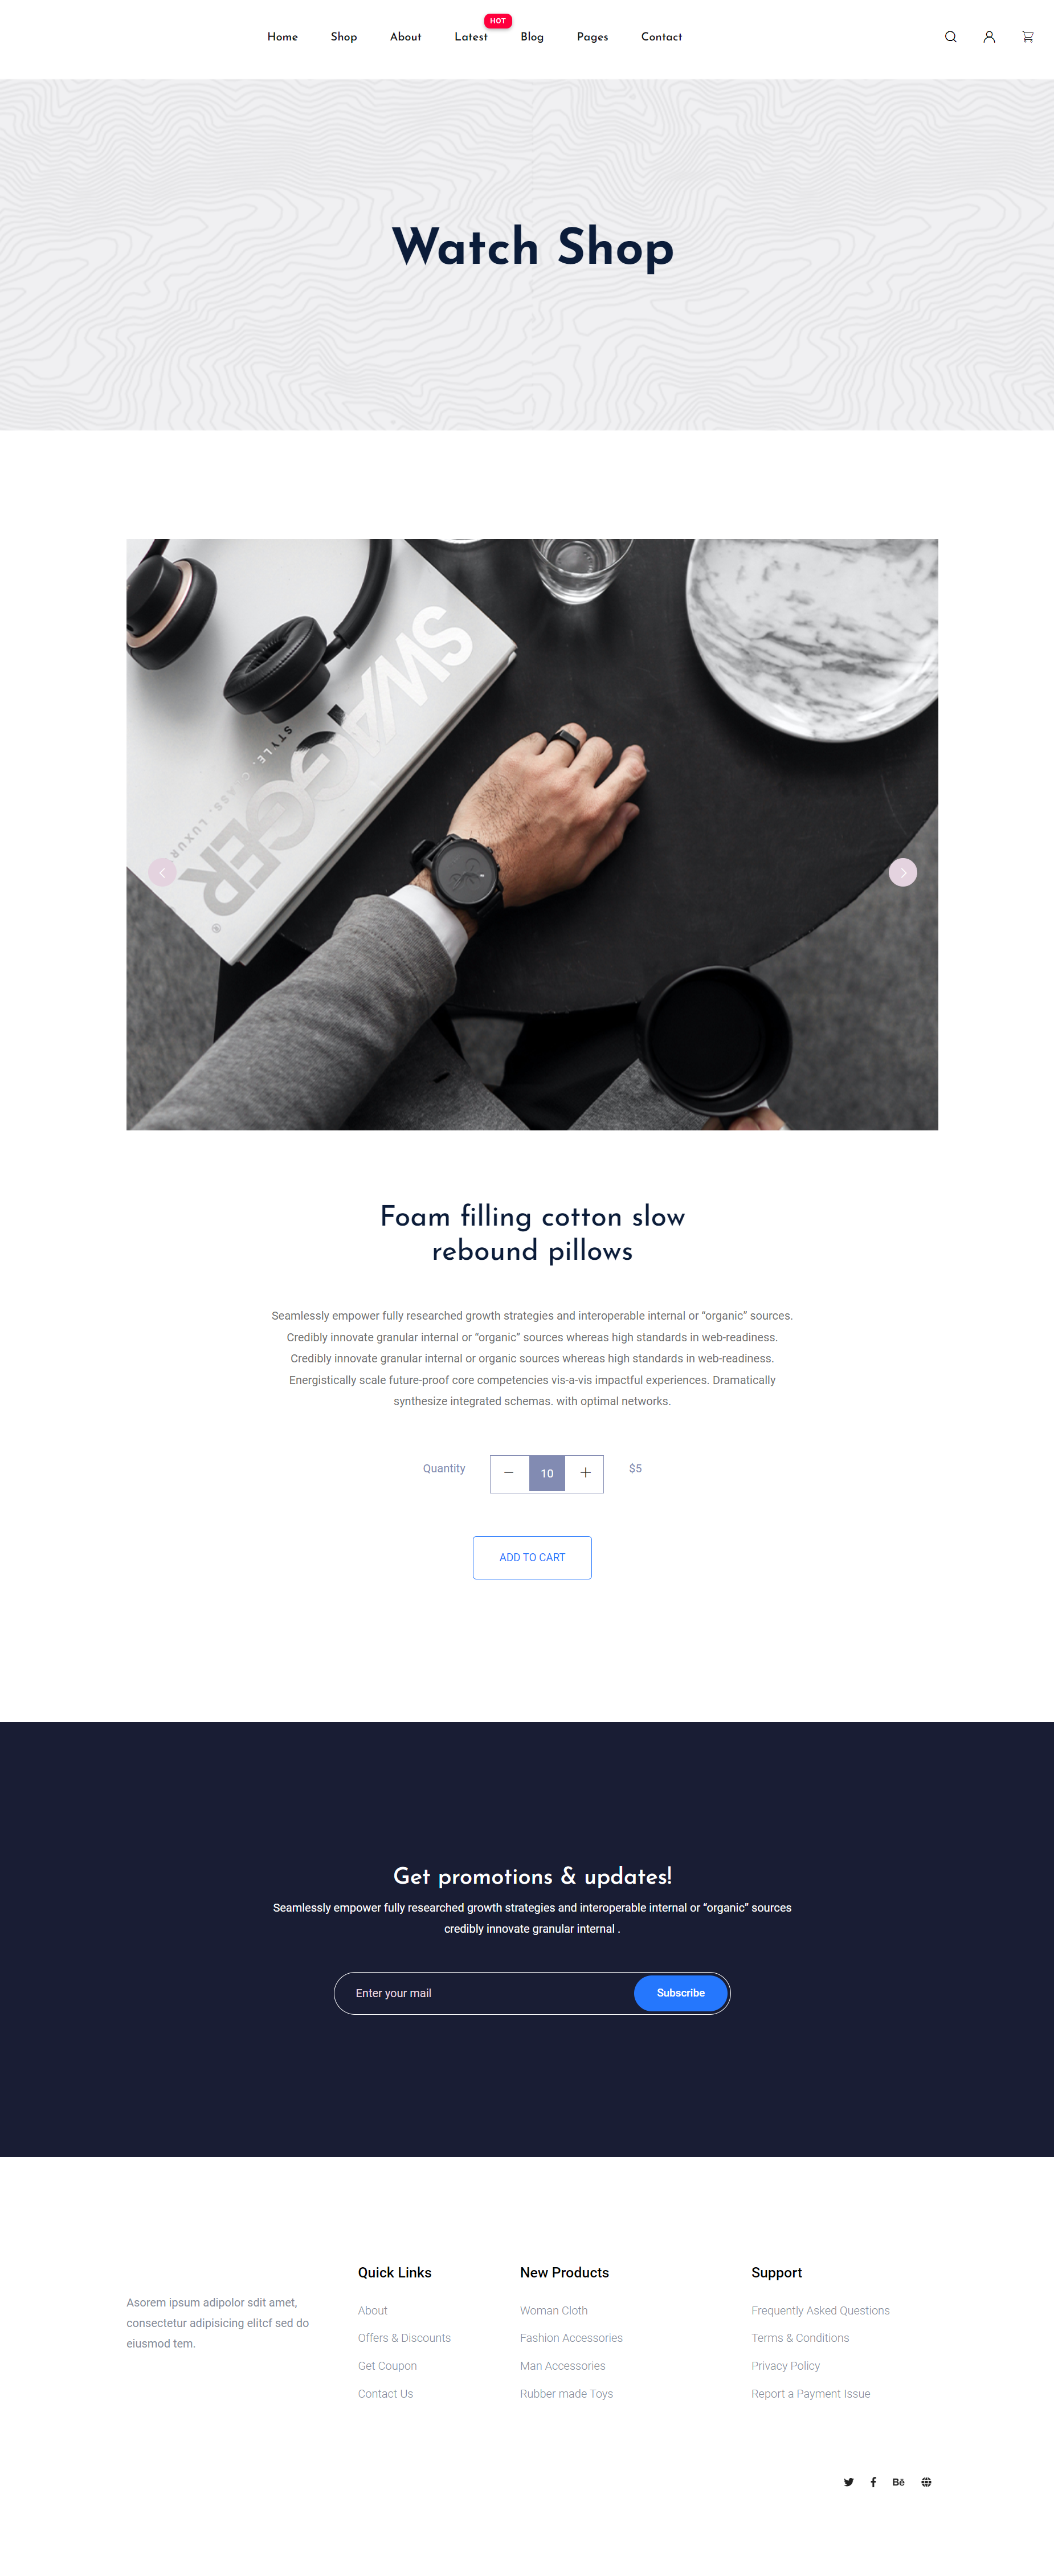 HOT
Home Shop About Latest Blog Pages Contact
Watch Shop
SWAGGER
STYLE. CLASS. LUXUR
®
Foam filling cotton slow
rebound pillows
Seamlessly empower fully researched growth strategies and interoperable internal or “organic” sources.
Credibly innovate granular internal or “organic” sources whereas high standards in web-readiness.
Credibly innovate granular internal or organic sources whereas high standards in web-readiness.
Energistically scale future-proof core competencies vis-a-vis impactful experiences. Dramatically
synthesize integrated schemas. with optimal networks.
Quantity 10 $5
ADD TO CART
Get promotions & updates!
Seamlessly empower fully researched growth strategies and interoperable internal or “organic” sources
credibly innovate granular internal .
Enter your mail Subscribe
Asorem ipsum adipolor sdit amet,
consectetur adipisicing elitcf sed do
eiusmod tem.
Quick Links
About
Offers & Discounts
Get Coupon
Contact Us
New Products
Woman Cloth
Fashion Accessories
Man Accessories
Rubber made Toys
Support
Frequently Asked Questions
Terms & Conditions
Privacy Policy
Report a Payment Issue
Bē